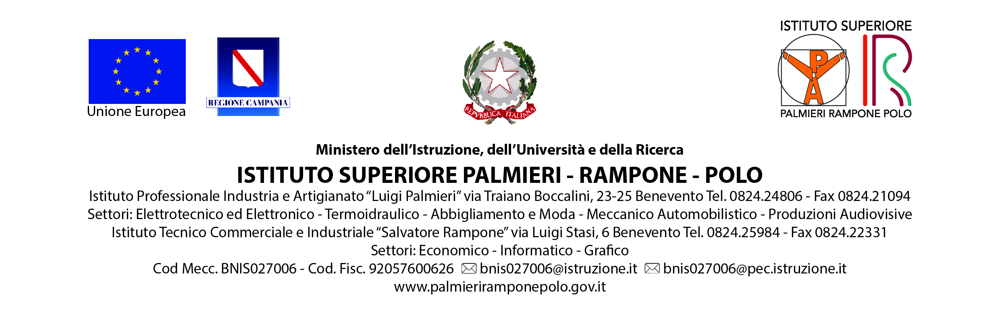 ISTITUTO SUPERIORE
PA
IRS
PALMIERI RAMPONE POLO
Unione Europea
REGIONE CAMPANIA
REPVBBLICA ITALIANA
Ministero dell’Istruzione, dell’Università e della Ricerca
ISTITUTO SUPERIORE PALMIERI - RAMPONE - POLO
Istituto Professionale Industria e Artigianato “Luigi Palmieri” via Traiano Boccalini, 23-25 Benevento Tel. 0824.24806 - Fax 0824.21094
Settori: Elettrotecnico ed Elettronico - Termoidraulico - Abbigliamento e Moda - Meccanico Automobilistico - Produzioni Audiovisive
Istituto Tecnico Commerciale e Industriale “Salvatore Rampone” via Luigi Stasi, 6 Benevento Tel. 0824.25984 - Fax 0824.22331
Settori: Economico - Informatico - Grafico
Cod Mecc. BNIS027006 - Cod. Fisc. 92057600626 bnis027006@istruzione.it bnis027006@pec.istruzione.it
www.palmieriramponepolo.gov.it